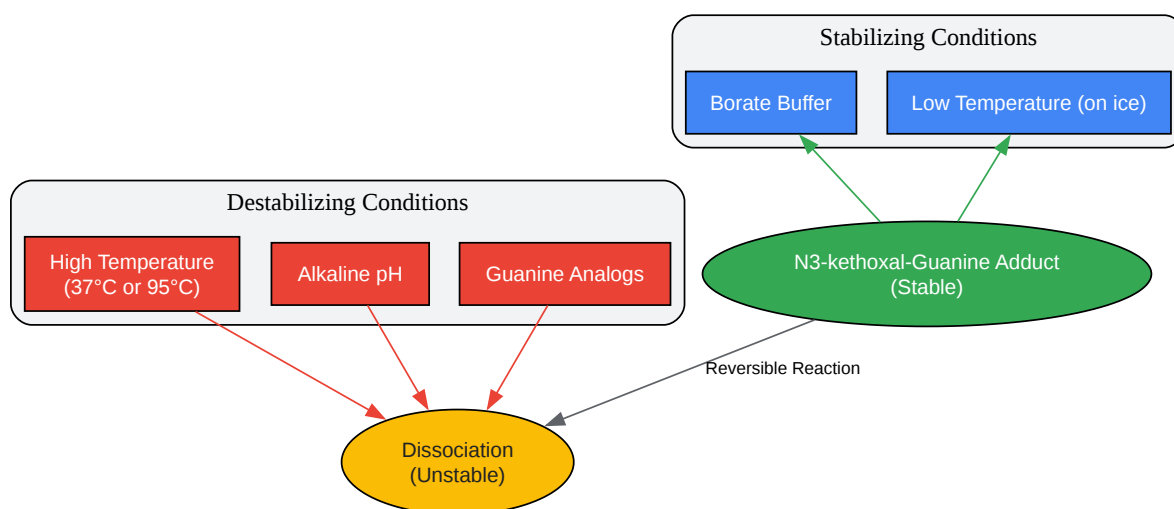 Stabilizing Conditions
Borate Buffer
Low Temperature (on ice)
Destabilizing Conditions
High Temperature
(37°C or 95°C)
Alkaline pH
Guanine Analogs
N3-kethoxal-Guanine Adduct
(Stable)
Reversible Reaction
Dissociation
(Unstable)